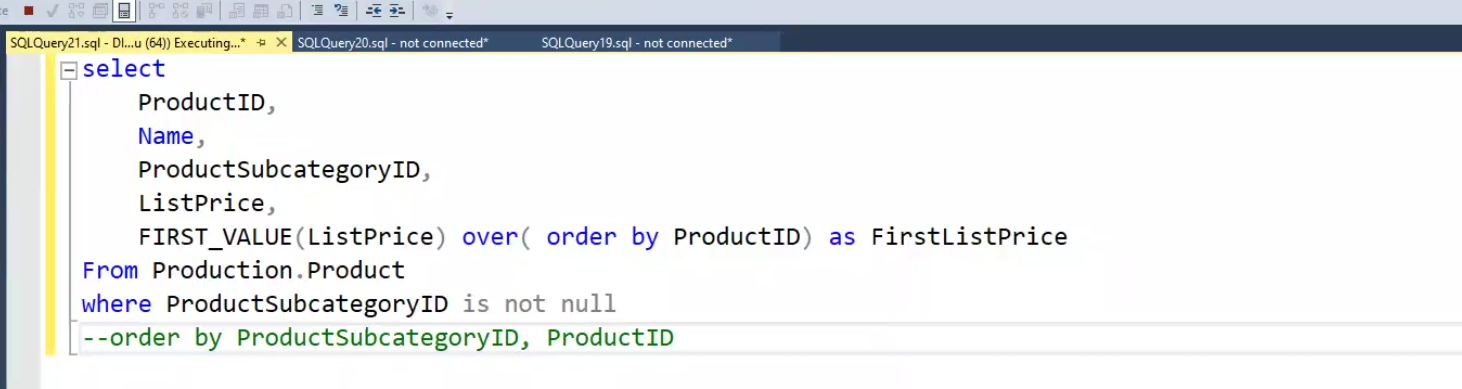 SQLQuery21.sql - DI...u (64)) Executing...* SQLQuery20.sql - not connected* SQLQuery19.sql - not connected*
select
ProductID,
Name,
ProductSubcategoryID,
ListPrice,
FIRST_VALUE(ListPrice) over( order by ProductID) as FirstListPrice
From Production.Product
where ProductSubcategoryID is not null
--order by ProductSubcategoryID, ProductID